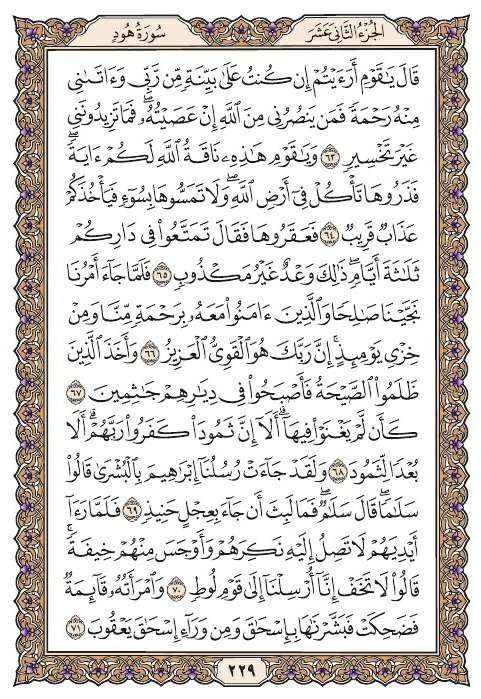 الجزء الثاني عشر
سورة هود
قَالَ يَٰقَوْمِ أَرَءَيْتُمْ إِن كُنتُ عَلَىٰ بَيِّنَةٍ مِّن رَّبِّي وَءَاتَىٰنِي
مِنْهُ رَحْمَةً فَمَن يَنصُرُنِي مِنَ ٱللَّهِ إِنْ عَصَيْتُهُۥ فَمَا تَزِيدُونَنِي
غَيْرَ تَخْسِيرٍ ٦٣ وَيَٰقَوْمِ هَٰذِهِۦ نَاقَةُ ٱللَّهِ لَكُمْ ءَايَةً
فَذَرُوهَا تَأْكُلْ فِيٓ أَرْضِ ٱللَّهِ وَلَا تَمَسُّوهَا بِسُوٓءٍ فَيَأْخُذَكُمْ
عَذَابٌ قَرِيبٌ ٦٤ فَعَقَرُوهَا فَقَالَ تَمَتَّعُوا۟ فِي دَارِكُمْ
ثَلَٰثَةَ أَيَّامٍ ذَٰلِكَ وَعْدٌ غَيْرُ مَكْذُوبٍ ٦٥ فَلَمَّا جَآءَ أَمْرُنَا
نَجَّيْنَا صَٰلِحًا وَٱلَّذِينَ ءَامَنُوا۟ مَعَهُۥ بِرَحْمَةٍ مِّنَّا وَمِنْ
خِزْيِ يَوْمِئِذٍ إِنَّ رَبَّكَ هُوَ ٱلْقَوِيُّ ٱلْعَزِيزُ ٦٦ وَأَخَذَ ٱلَّذِينَ
ظَلَمُوا۟ ٱلصَّيْحَةُ فَأَصْبَحُوا۟ فِي دِيَٰرِهِمْ جَٰثِمِينَ ٦٧
كَأَن لَّمْ يَغْنَوْا۟ فِيهَآ أَلَآ إِنَّ ثَمُودَا۟ كَفَرُوا۟ رَبَّهُمْ أَلَا
بُعْدًا لِّثَمُودَ ٦٨ وَلَقَدْ جَآءَتْ رُسُلُنَآ إِبْرَٰهِيمَ بِٱلْبُشْرَىٰ قَالُوا۟
سَلَٰمًا قَالَ سَلَٰمٌ فَمَا لَبِثَ أَن جَآءَ بِعِجْلٍ حَنِيذٍ ٦٩ فَلَمَّا رَءَآ
أَيْدِيَهُمْ لَا تَصِلُ إِلَيْهِ نَكِرَهُمْ وَأَوْجَسَ مِنْهُمْ خِيفَةً
قَالُوا۟ لَا تَخَفْ إِنَّآ أُرْسِلْنَآ إِلَىٰ قَوْمِ لُوطٍ ٧٠ وَٱمْرَأَتُهُۥ قَآئِمَةٌ
فَضَحِكَتْ فَبَشَّرْنَٰهَا بِإِسْحَٰقَ وَمِن وَرَآءِ إِسْحَٰقَ يَعْقُوبَ ٧١
٢٢٩